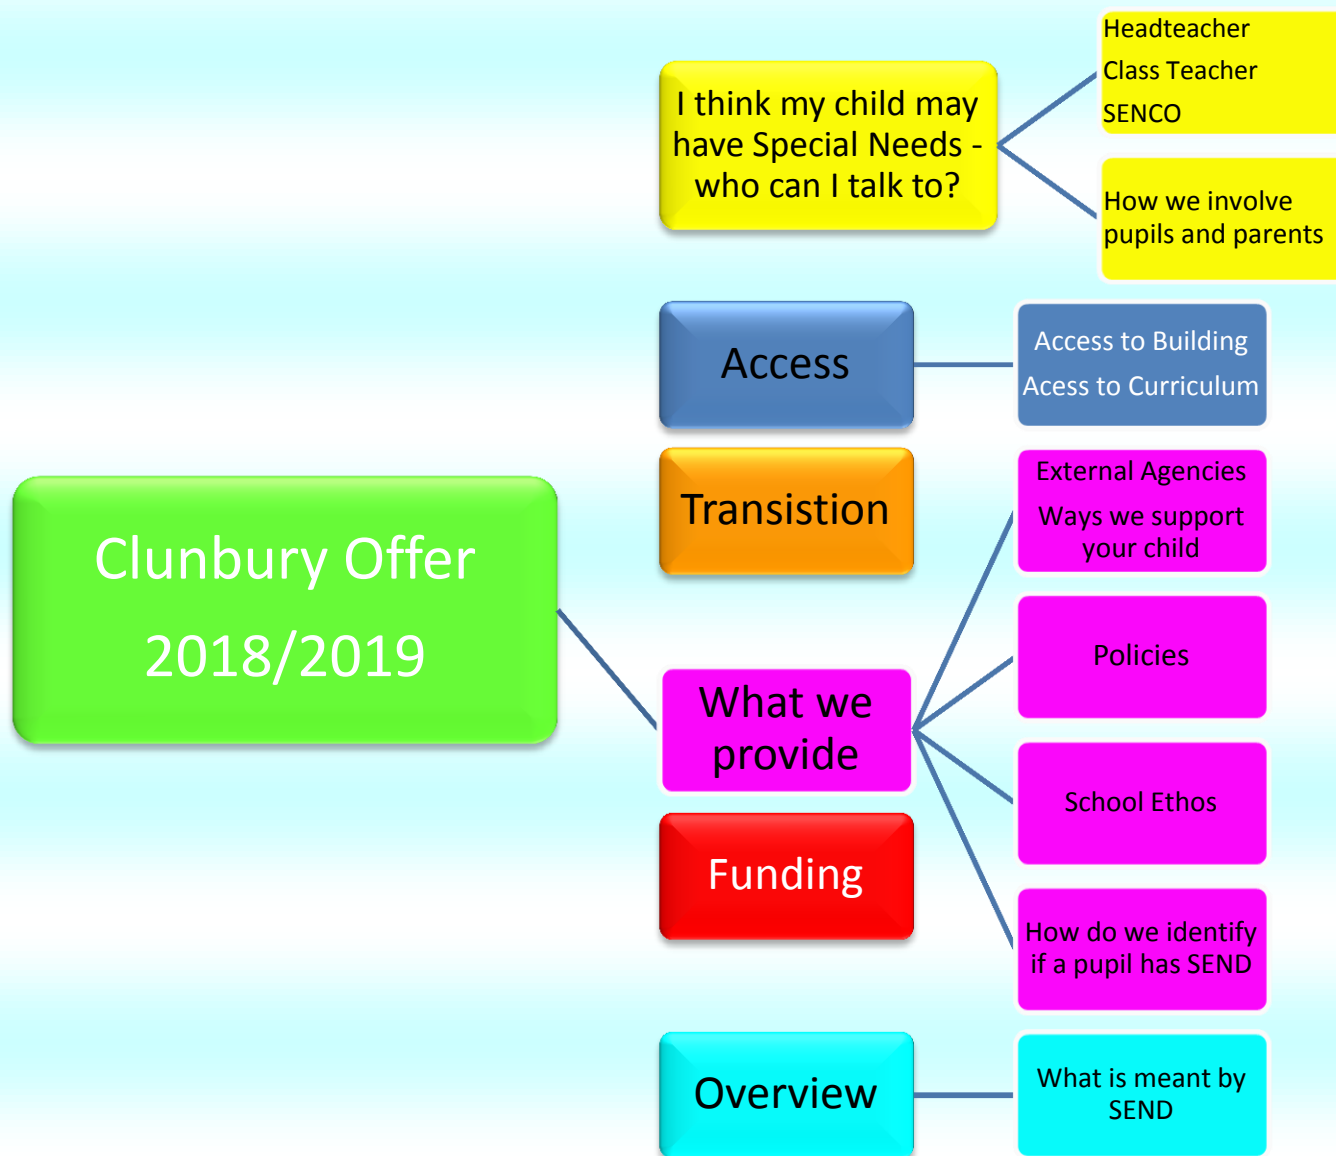 Clunbury Offer
2018/2019
I think my child may
have Special Needs -
who can I talk to?
Headteacher
Class Teacher
SENCO
How we involve
pupils and parents
Access
Access to Building
Acess to Curriculum
Transistion
What we
provide
External Agencies
Ways we support
your child
Policies
School Ethos
How do we identify
if a pupil has SEND
Funding
Overview
What is meant by
SEND